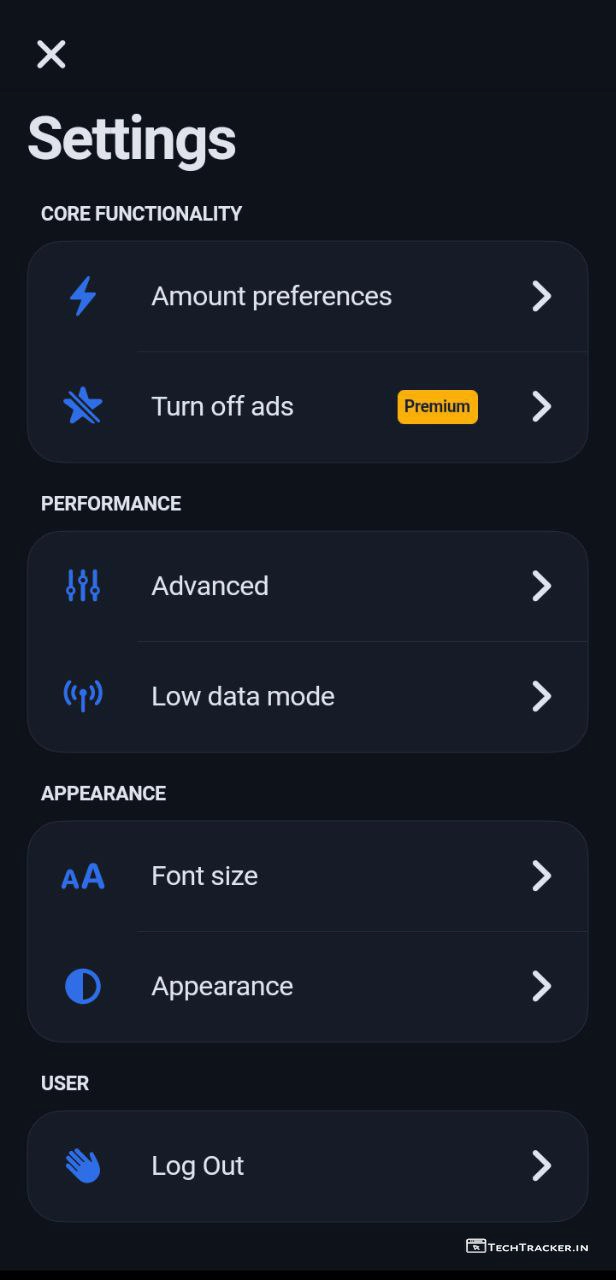 Settings
CORE FUNCTIONALITY
Amount preferences
Turn off ads Premium
PERFORMANCE
Advanced
Low data mode
APPEARANCE
AA Font size
Appearance
USER
Log Out
TECHTRACKER.IN